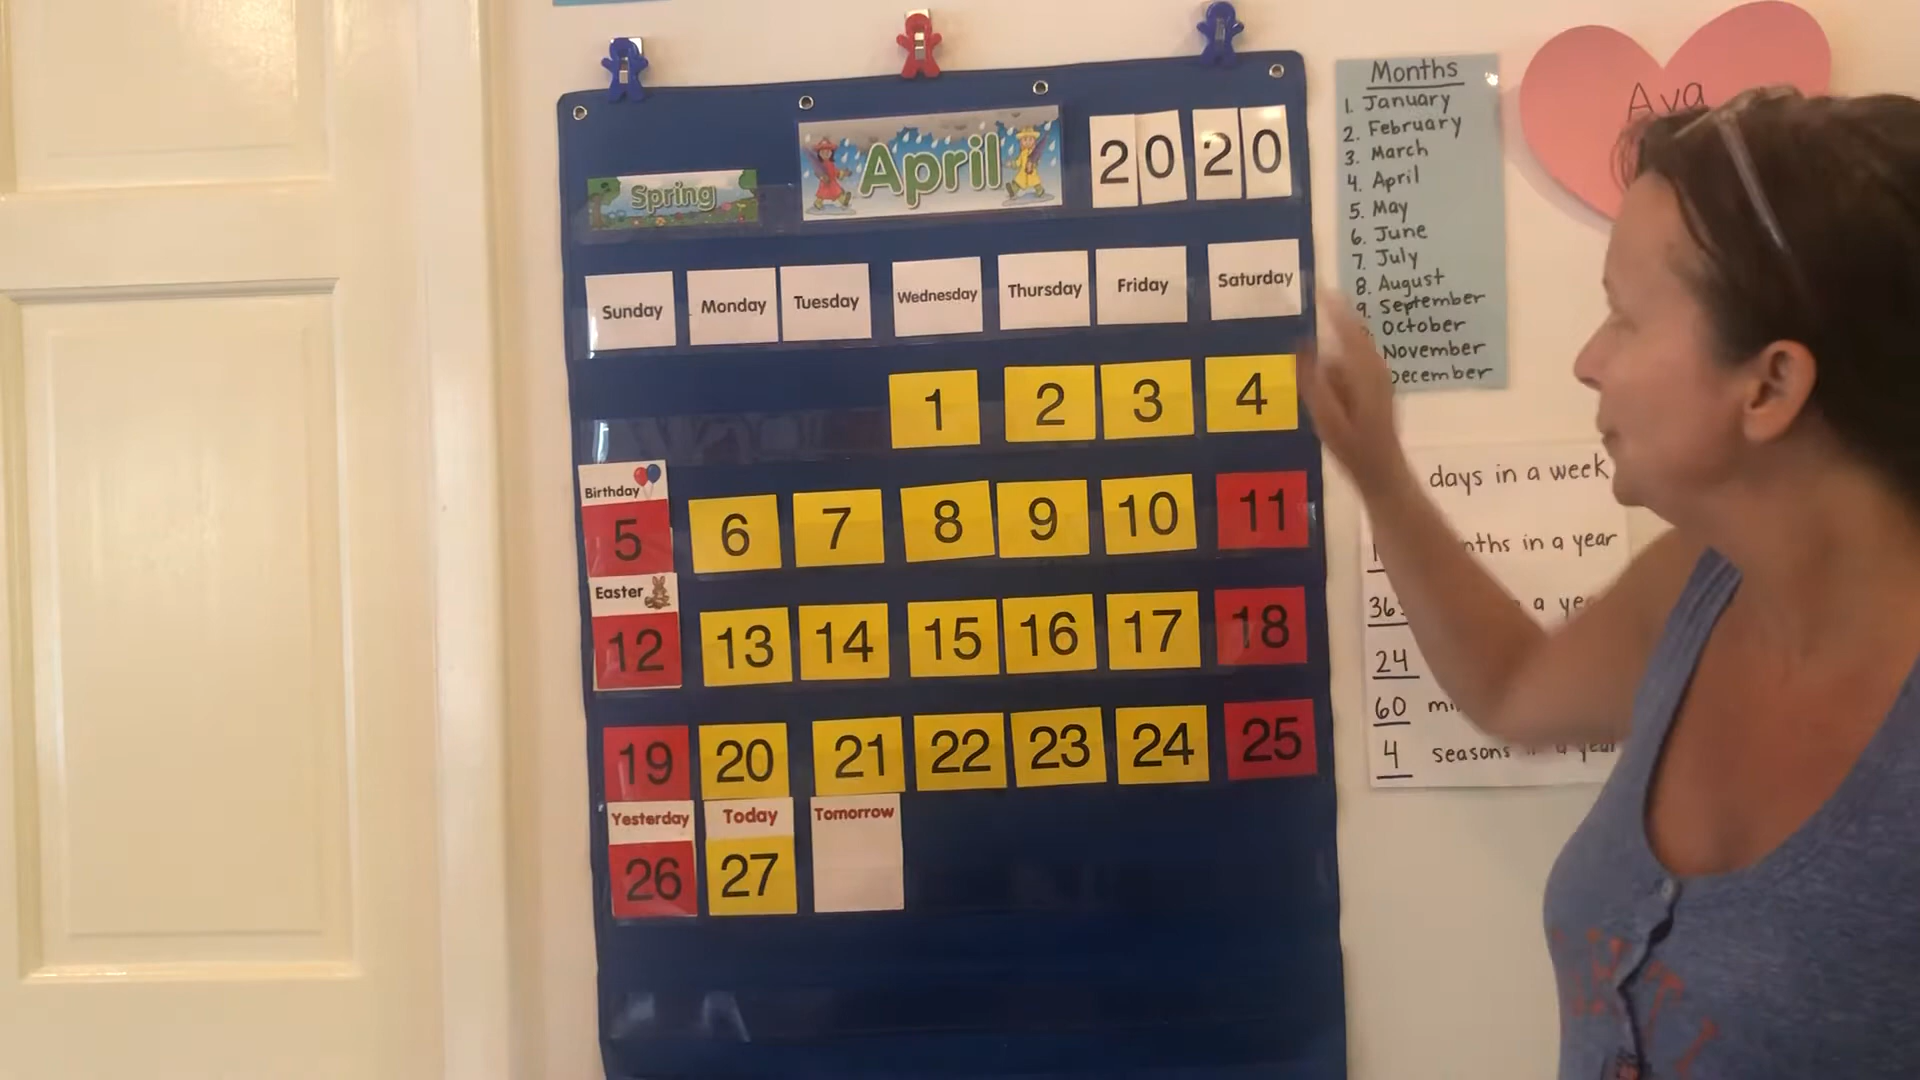 Spring
April
2020
Sunday Monday Tuesday Wednesday Thursday Friday Saturday
1 2 3 4
Birthday
5 6 7 8 9 10 11
Easter
12 13 14 15 16 17 18
19 20 21 22 23 24 25
Yesterday Today Tomorrow
26 27
Months
1. January
2. February
3. March
4. April
5. May
6. June
7. July
8. August
9. September
October
November
December
Ava
days in a week
in a year
a
24
60
4 seasons a year